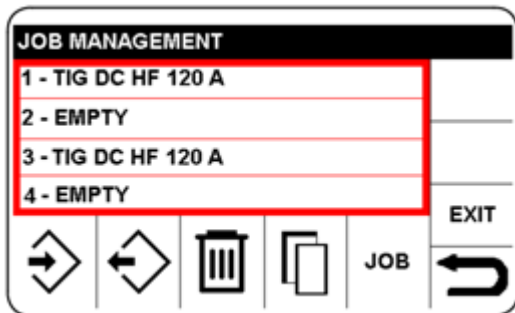 JOB MANAGEMENT
1 - TIG DC HF 120 A
2 - EMPTY
3 - TIG DC HF 120 A
4 - EMPTY
EXIT
JOB